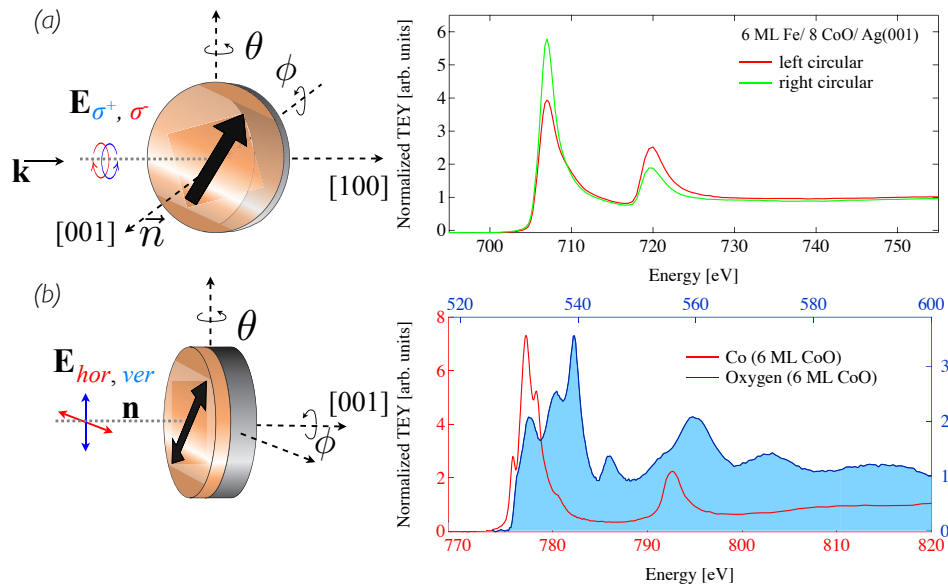 (a)
θ
ϕ
E σ+, σ-
k
[100]
[001]
n
Normalized TEY [arb. units]
6
5
4
3
2
1
0
6 ML Fe/ 8 CoO/ Ag(001)
left circular
right circular
700 710 720 730 740 750
Energy [eV]
(b)
θ
E hor, ver
n
[001]
ϕ
520 540 560 580 600
Normalized TEY [arb. units]
8
6
4
2
0
Co (6 ML CoO)
Oxygen (6 ML CoO)
3
2
1
0
770 780 790 800 810 820
Energy [eV]